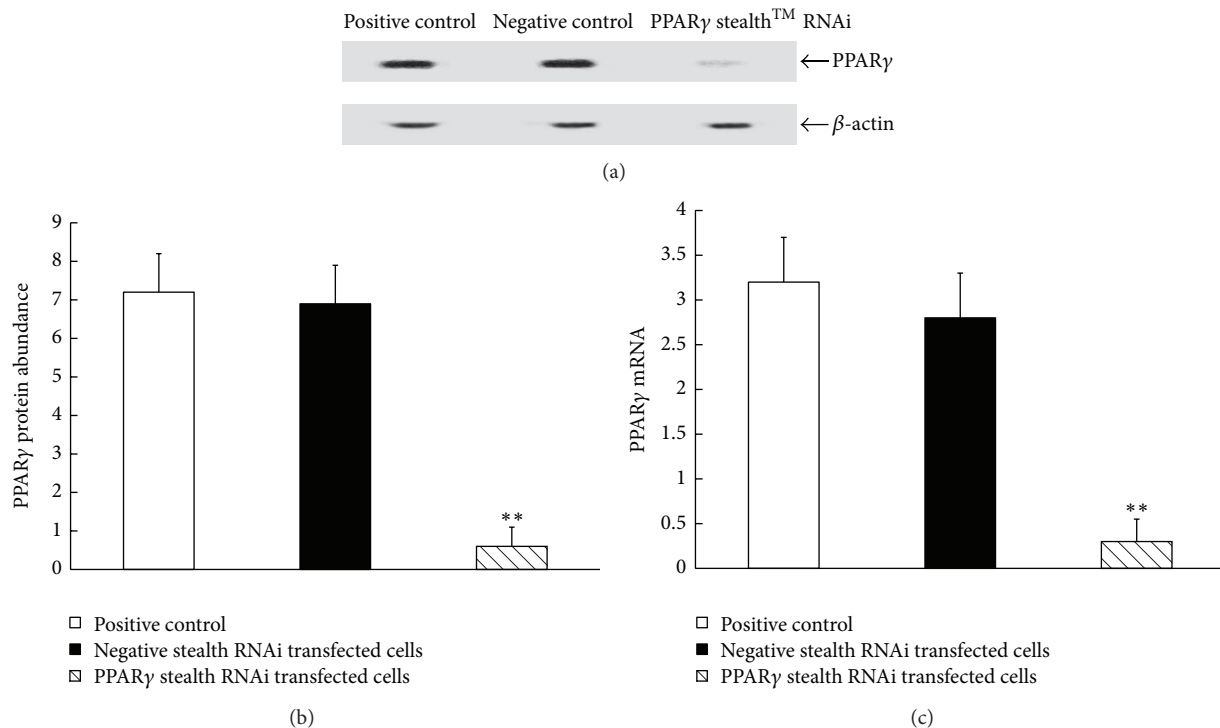 Positive control Negative control PPARγ stealth™ RNAi
←PPARγ
←β-actin
(a)
9
8
7
6
5
4
3
2
1
0
PPARγ protein abundance
**
Positive control
Negative stealth RNAi transfected cells
PPARγ stealth RNAi transfected cells
(b)
4
3.5
3
2.5
2
1.5
1
0.5
0
PPARγ mRNA
**
Positive control
Negative stealth RNAi transfected cells
PPARγ stealth RNAi transfected cells
(c)